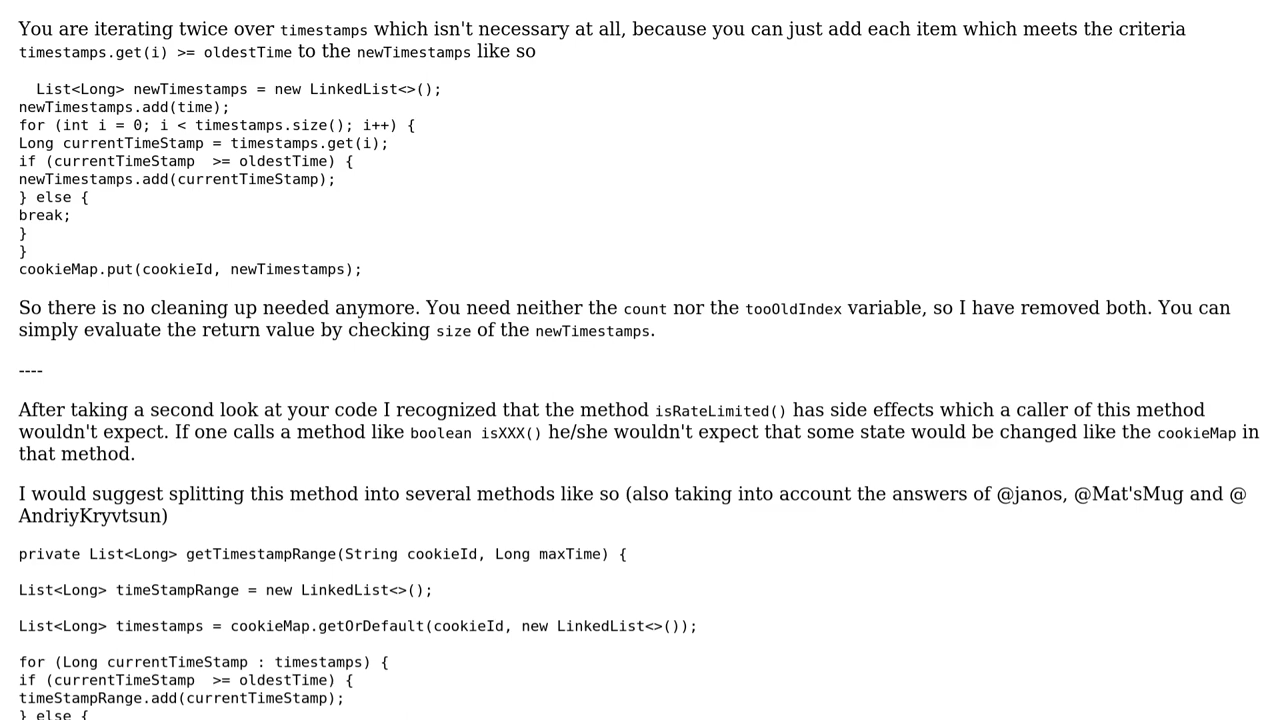 You are iterating twice over timestamps which isn't necessary at all, because you can just add each item which meets the criteria
timestamps.get(i) >= oldestTime to the newTimestamps like so
List<Long> newTimestamps = new LinkedList<>();
newTimestamps.add(time);
for (int i = 0; i < timestamps.size(); i++) {
Long currentTimeStamp = timestamps.get(i);
if (currentTimeStamp  >= oldestTime) {
newTimestamps.add(currentTimeStamp);
} else {
break;
}
}
cookieMap.put(cookieId, newTimestamps);
So there is no cleaning up needed anymore. You need neither the count nor the tooOldIndex variable, so I have removed both. You can
simply evaluate the return value by checking size of the newTimestamps.
----
After taking a second look at your code I recognized that the method isRateLimited() has side effects which a caller of this method
wouldn't expect. If one calls a method like boolean isXXX() he/she wouldn't expect that some state would be changed like the cookieMap in
that method.
I would suggest splitting this method into several methods like so (also taking into account the answers of @janos, @Mat'sMug and @
AndriyKryvtsun)
private List<Long> getTimestampRange(String cookieId, Long maxTime) {
List<Long> timeStampRange = new LinkedList<>();
List<Long> timestamps = cookieMap.getOrDefault(cookieId, new LinkedList<>());
for (Long currentTimeStamp : timestamps) {
if (currentTimeStamp  >= oldestTime) {
timeStampRange.add(currentTimeStamp);
} else {